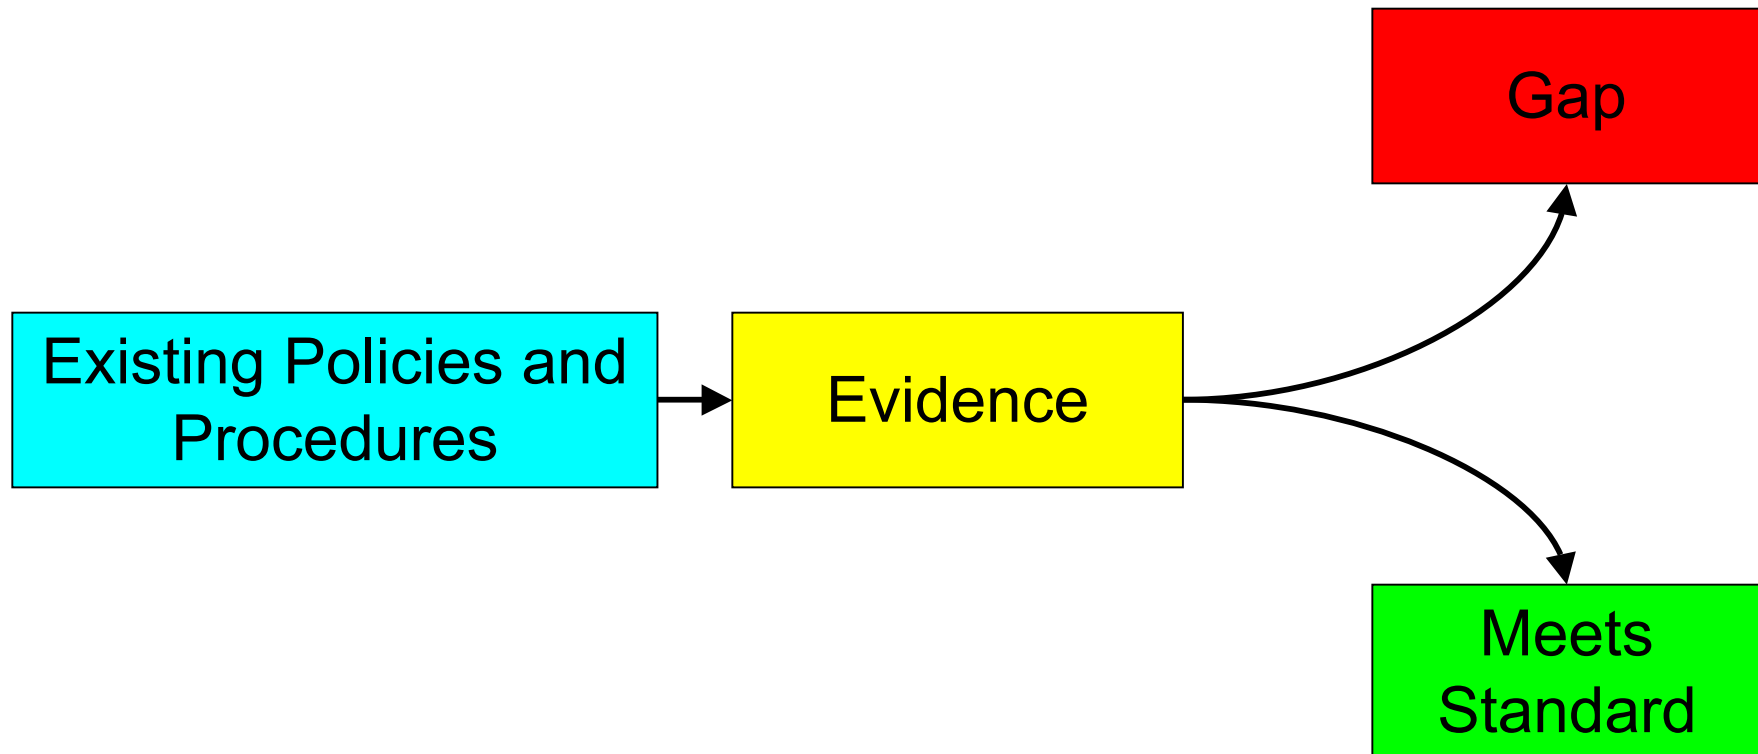 Gap
Existing Policies and
Procedures
Evidence
Meets
Standard